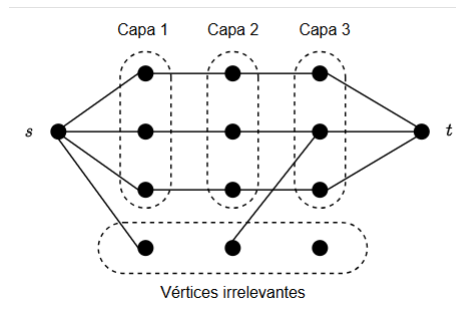 Capa 1 Capa 2 Capa 3
s t
Vértices irrelevantes